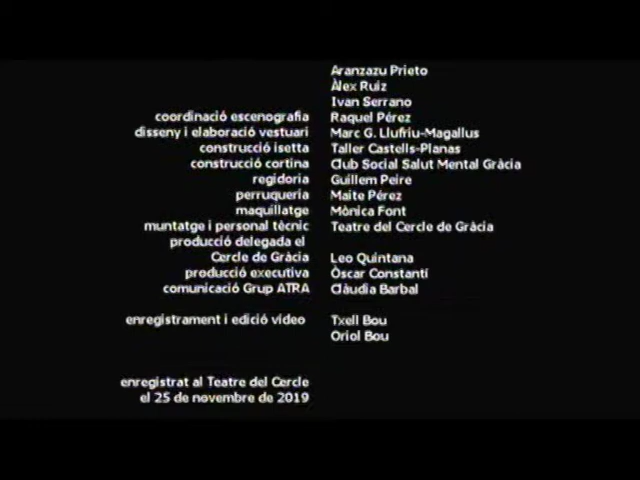 Aranzazu Prieto
Àlex Ruiz
Ivan Serrano
coordinació escenografia Raquel Pérez
disseny i elaboració vestuari Marc G. Llufriu-Magallus
construcció isetta Taller Castells-Planas
construcció cortina Club Social Salut Mental Gràcia
regidoria Guillem Peire
perruqueria Maite Pérez
maquillatge Mònica Font
muntatge i personal tècnic Teatre del Cercle de Gràcia
producció delegada el
Cercle de Gràcia Leo Quintana
producció executiva Òscar Constantí
comunicació Grup ATRA Clàudia Barbal
enregistrament i edició vídeo Txell Bou
Oriol Bou
enregistrat al Teatre del Cercle
el 25 de novembre de 2019